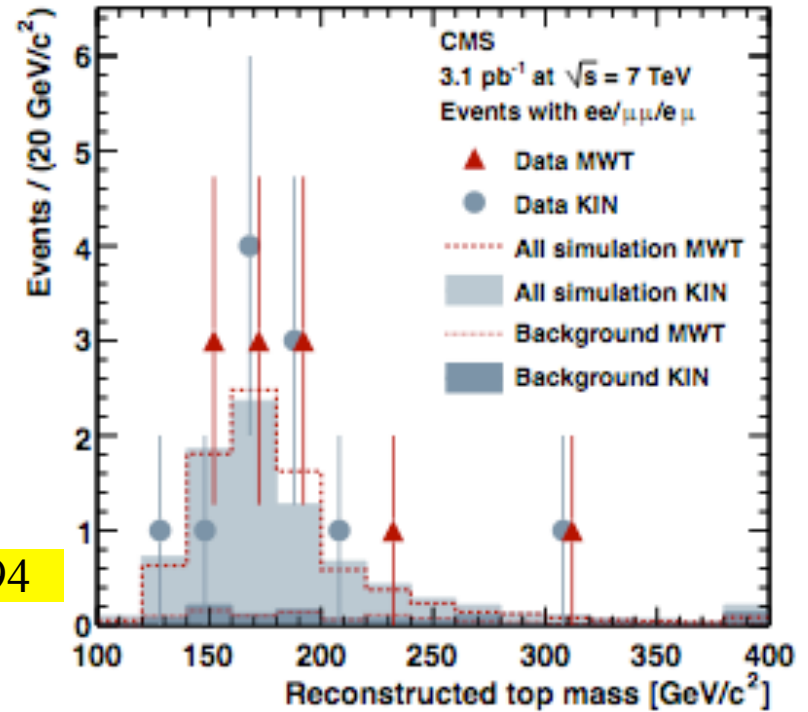 Events / (20 GeV/c²)
6
5
4
3
2
1
0
CMS
3.1 pb⁻¹ at √s = 7 TeV
Events with ee/μμ/e μ
Data MWT
Data KIN
All simulation MWT
All simulation KIN
Background MWT
Background KIN
94
100 150 200 250 300 350 400
Reconstructed top mass [GeV/c²]